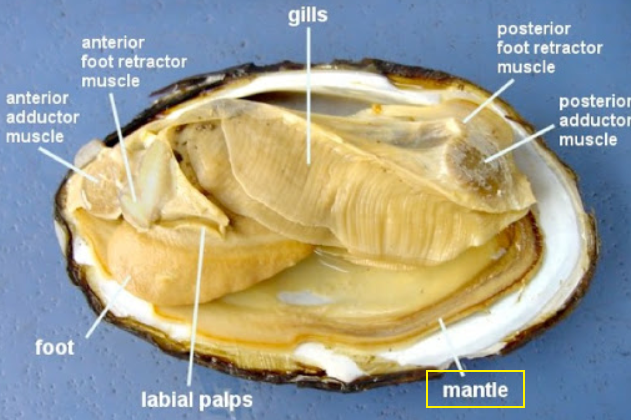 gills
posterior
foot retractor
muscle
anterior
foot retractor
muscle
anterior
adductor
muscle
posterior
adductor
muscle
foot
labial palps
mantle